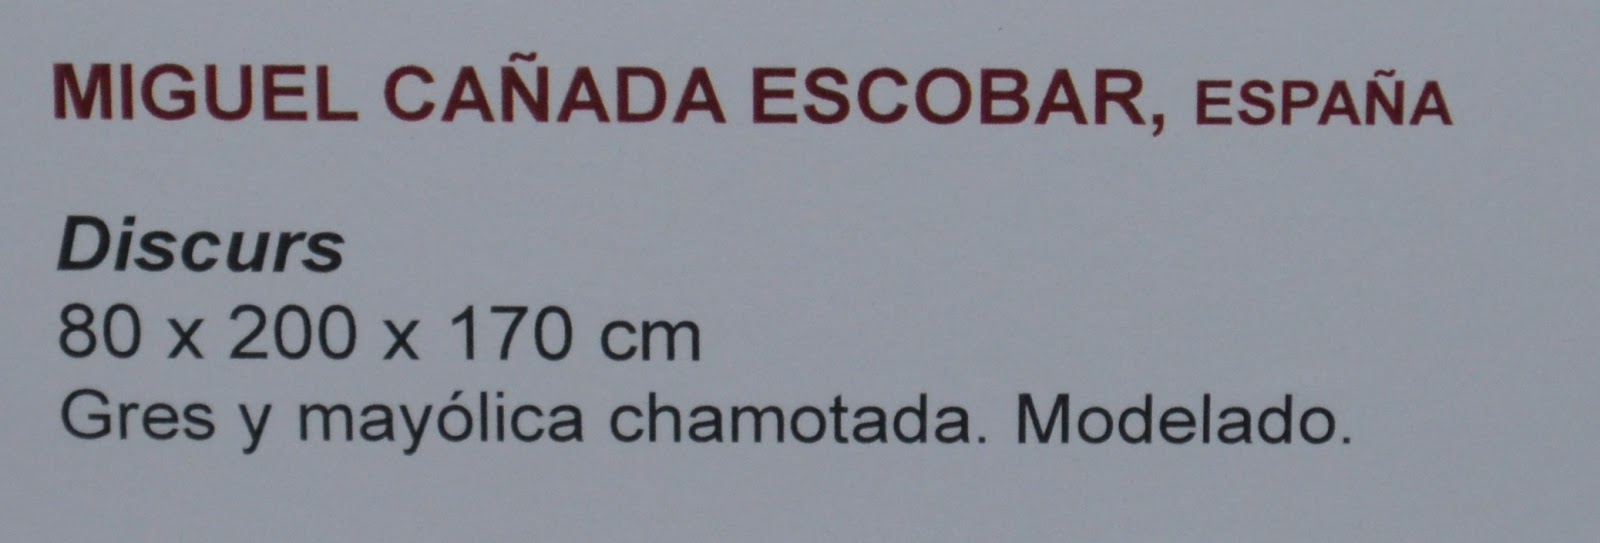 MIGUEL CAÑADA ESCOBAR, ESPAÑA
Discurs
80 x 200 x 170 cm
Gres y mayólica chamotada. Modelado.